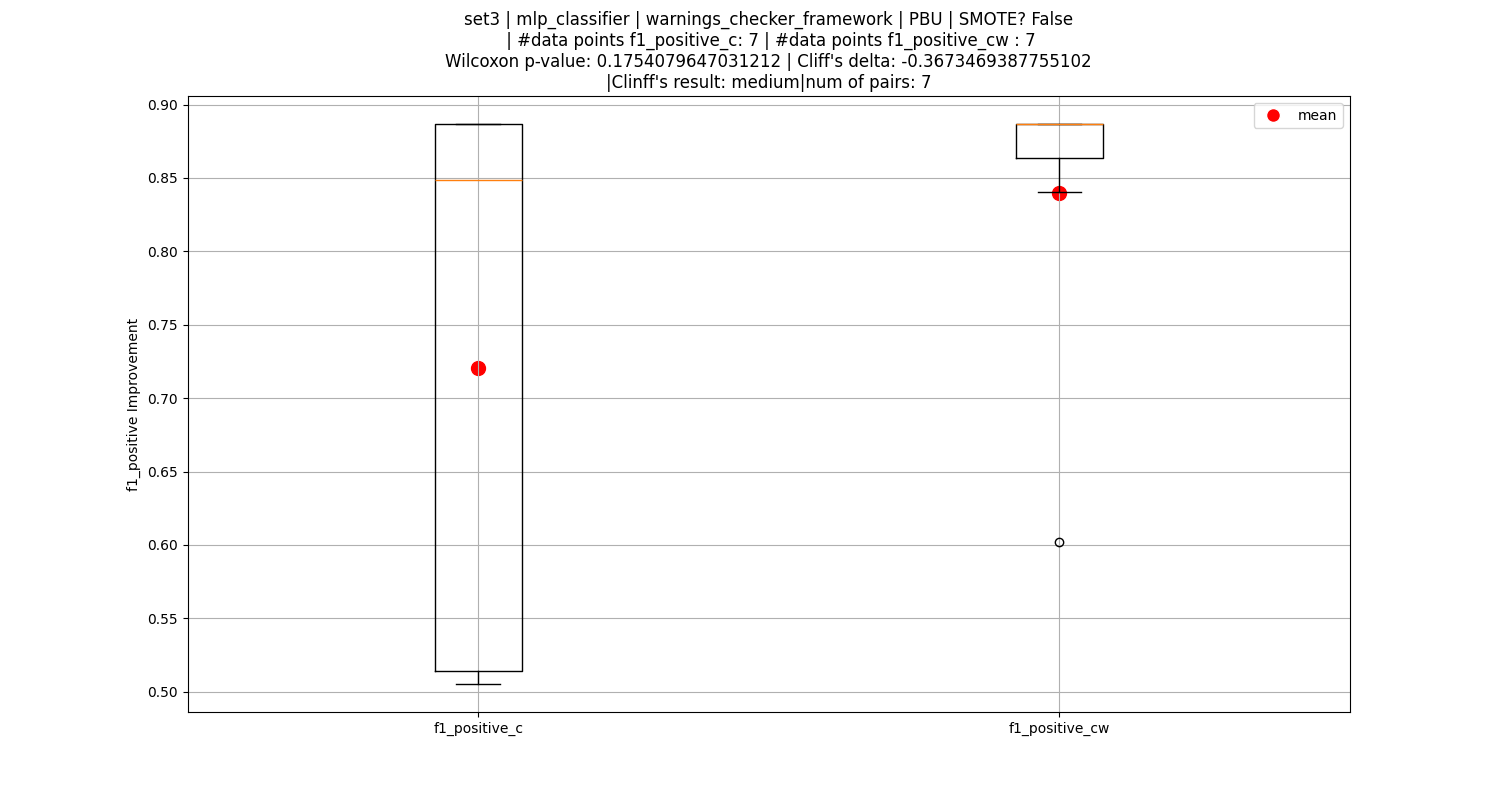 set3 | mlp_classifier | warnings_checker_framework | PBU | SMOTE? False
| #data points f1_positive_c: 7 | #data points f1_positive_cw : 7
Wilcoxon p-value: 0.1754079647031212 | Cliff's delta: -0.3673469387755102
|Clinff's result: medium|num of pairs: 7
mean
f1_positive Improvement
0.90
0.85
0.80
0.75
0.70
0.65
0.60
0.55
0.50
f1_positive_c
f1_positive_cw